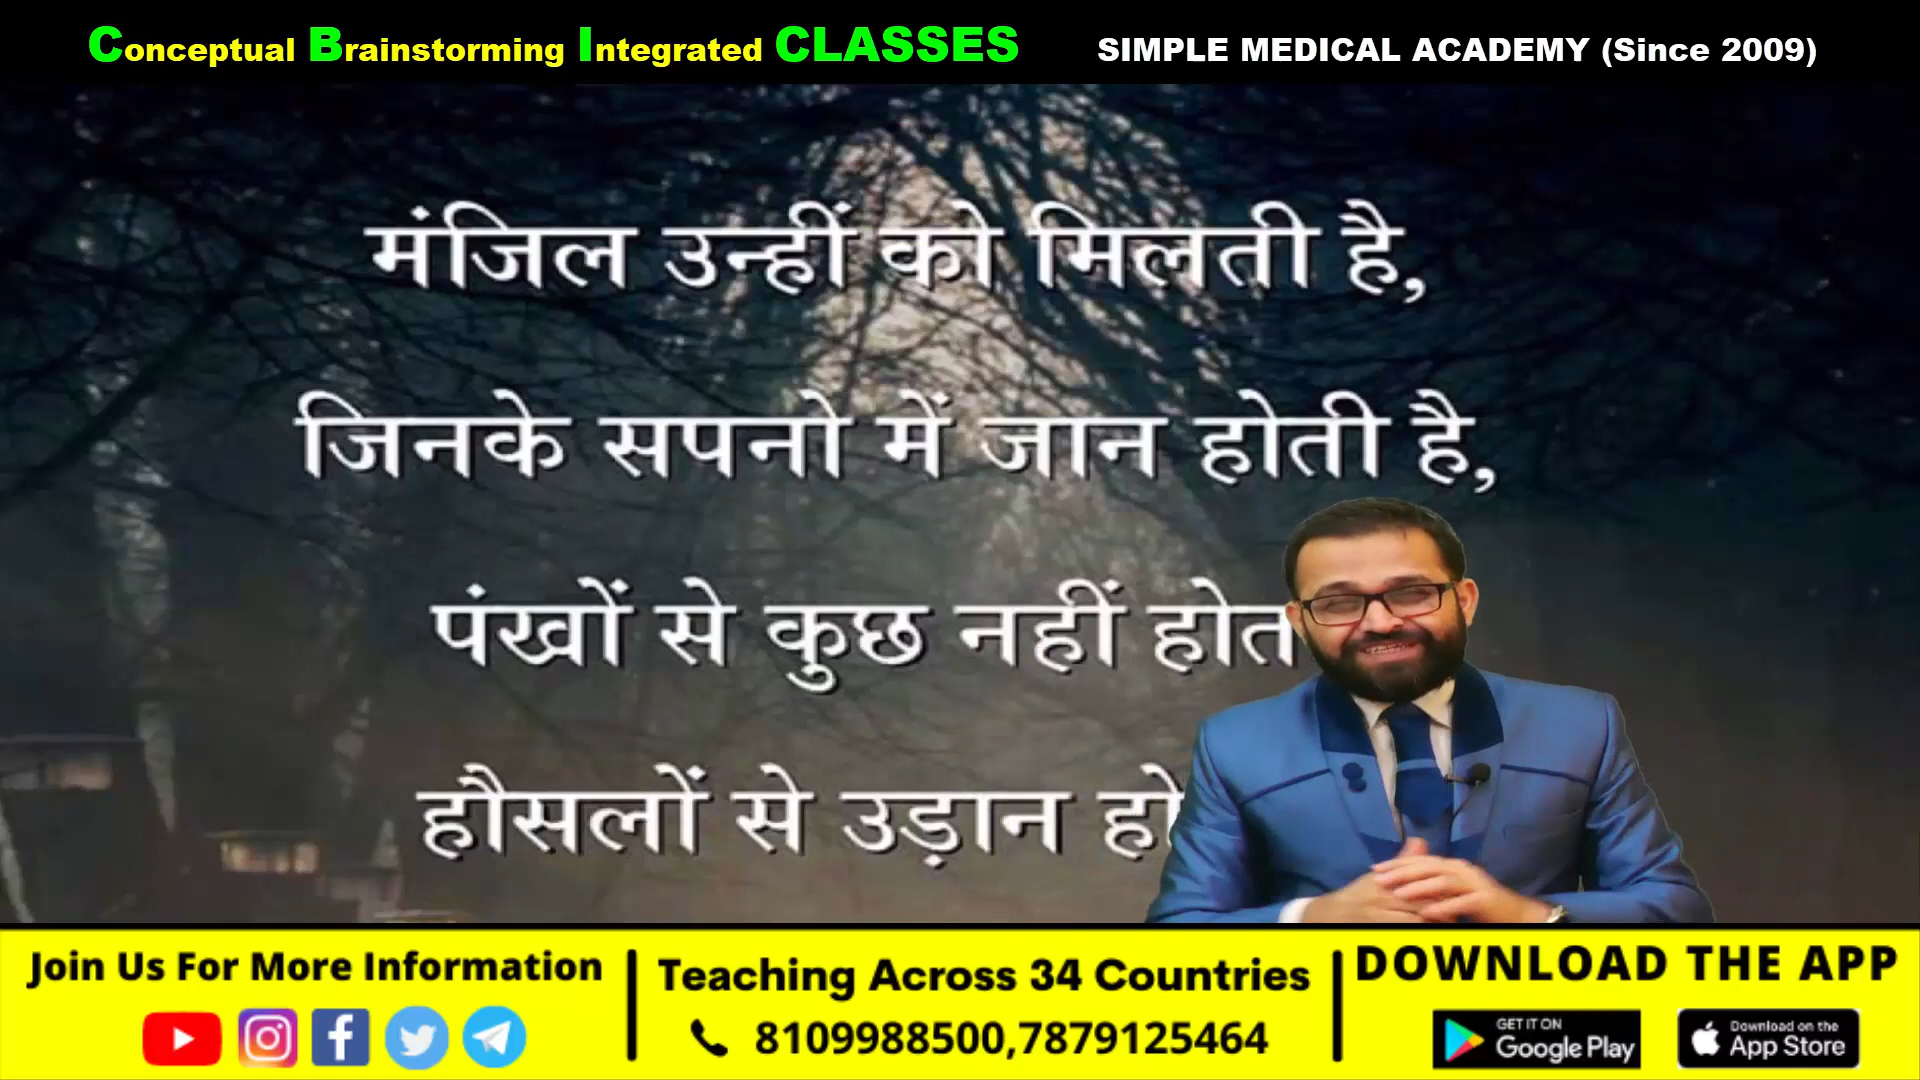 Conceptual Brainstorming Integrated CLASSES
SIMPLE MEDICAL ACADEMY (Since 2009)
मंजिल उन्हीं को मिलती है,
जिनके सपनो में जान होती है,
पंखों से कुछ नहीं
हौसलों से उड़ान
Join Us For More Information
Teaching Across 34 Countries
8109988500,7879125464
DOWNLOAD THE APP
GET IT ON
Google Play
Download on the
App Store